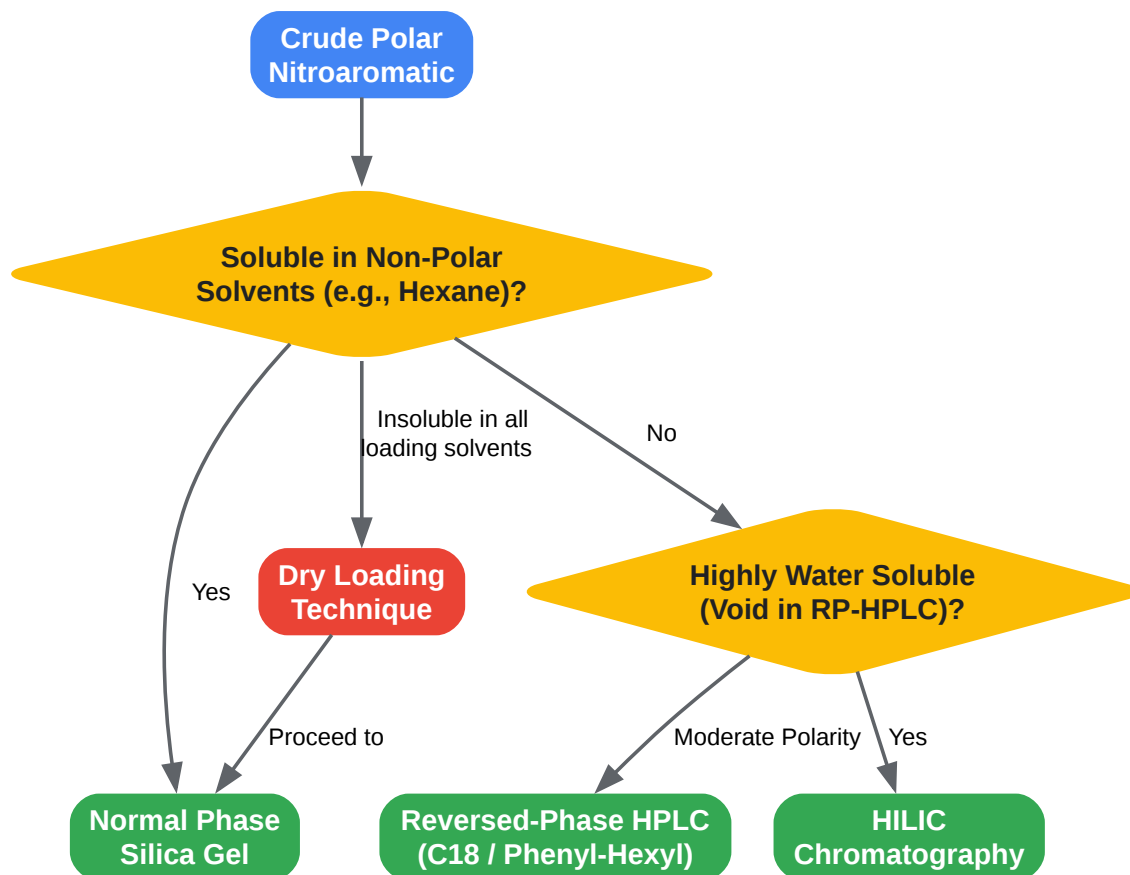 Crude Polar
Nitroaromatic
Soluble in Non-Polar
Solvents (e.g., Hexane)?
Insoluble in all
loading solvents
No
Dry Loading
Technique
Yes
Highly Water Soluble
(Void in RP-HPLC)?
Proceed to
Moderate Polarity
Yes
Normal Phase
Silica Gel
Reversed-Phase HPLC
(C18 / Phenyl-Hexyl)
HILIC
Chromatography